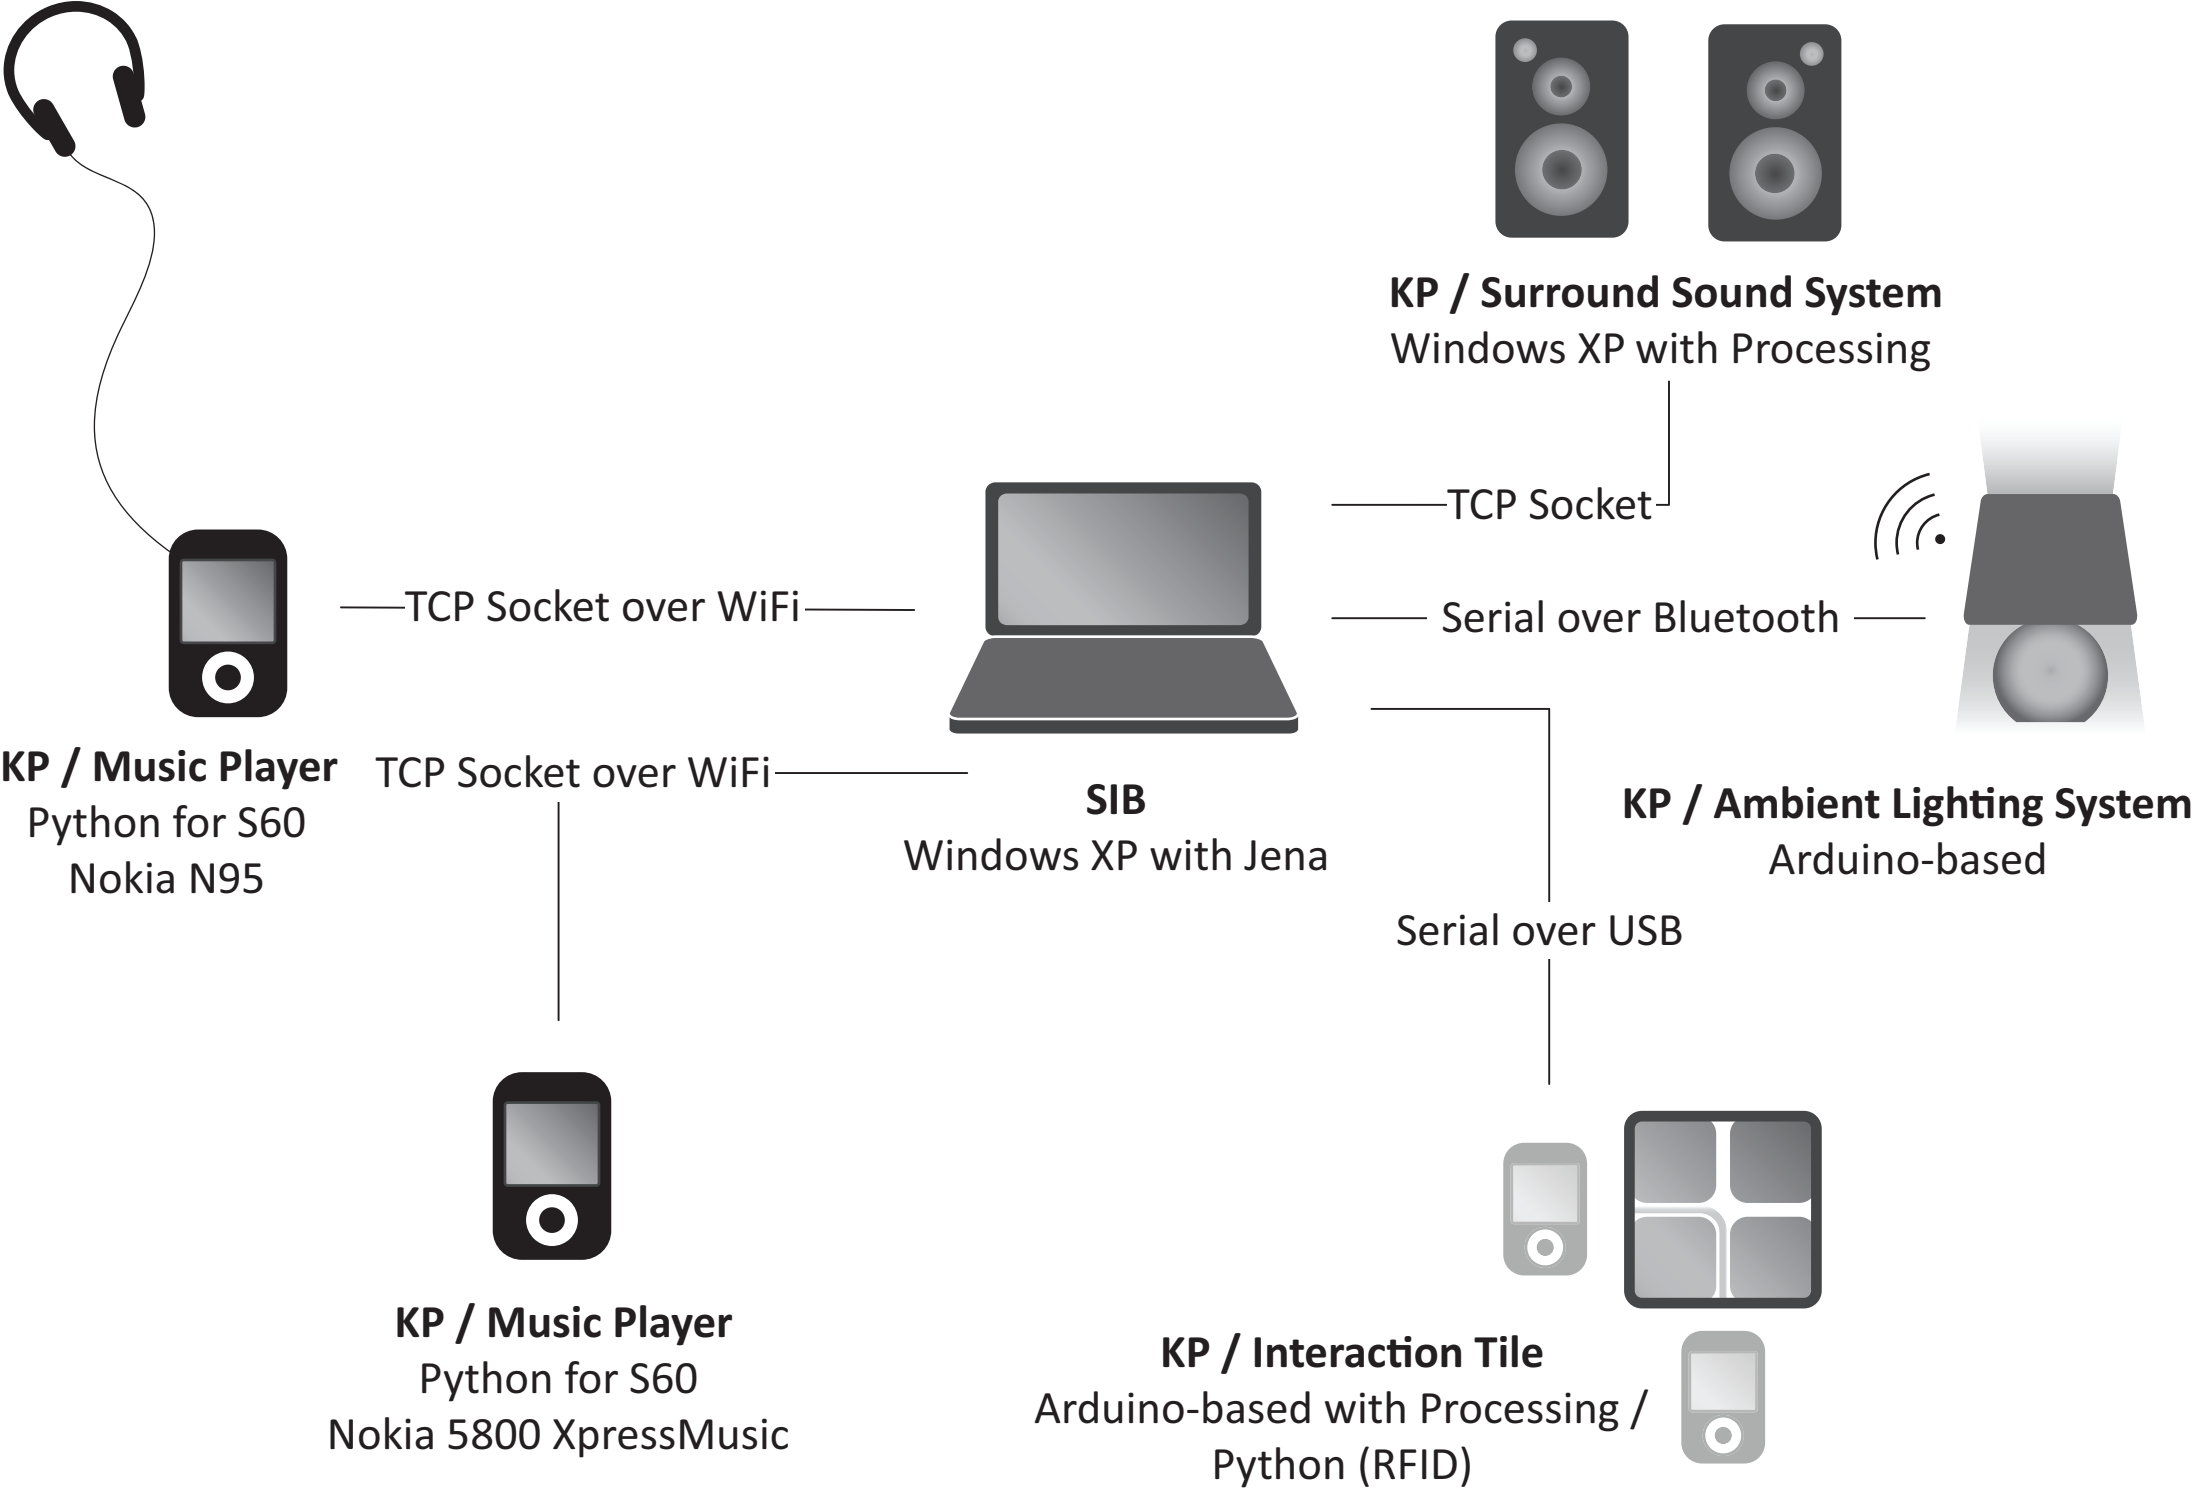 KP / Surround Sound System
Windows XP with Processing
TCP Socket
TCP Socket over WiFi
Serial over Bluetooth
KP / Music Player
Python for S60
Nokia N95
TCP Socket over WiFi
SIB
Windows XP with Jena
KP / Ambient Lighting System
Arduino-based
Serial over USB
KP / Music Player
Python for S60
Nokia 5800 XpressMusic
KP / Interaction Tile
Arduino-based with Processing /
Python (RFID)